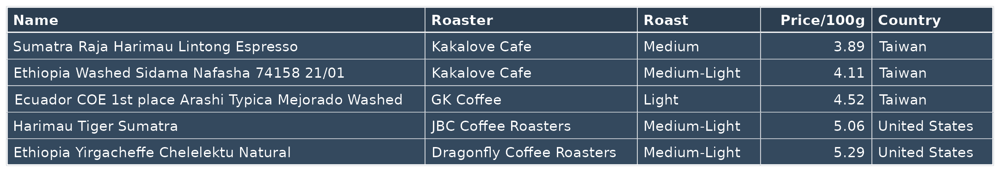 Name Roaster Roast Price/100g Country
Sumatra Raja Harimau Lintong Espresso Kakalove Cafe Medium 3.89 Taiwan
Ethiopia Washed Sidama Nafasha 74158 21/01 Kakalove Cafe Medium-Light 4.11 Taiwan
Ecuador COE 1st place Arashi Typica Mejorado Washed GK Coffee Light 4.52 Taiwan
Harimau Tiger Sumatra JBC Coffee Roasters Medium-Light 5.06 United States
Ethiopia Yirgacheffe Chelelektu Natural Dragonfly Coffee Roasters Medium-Light 5.29 United States